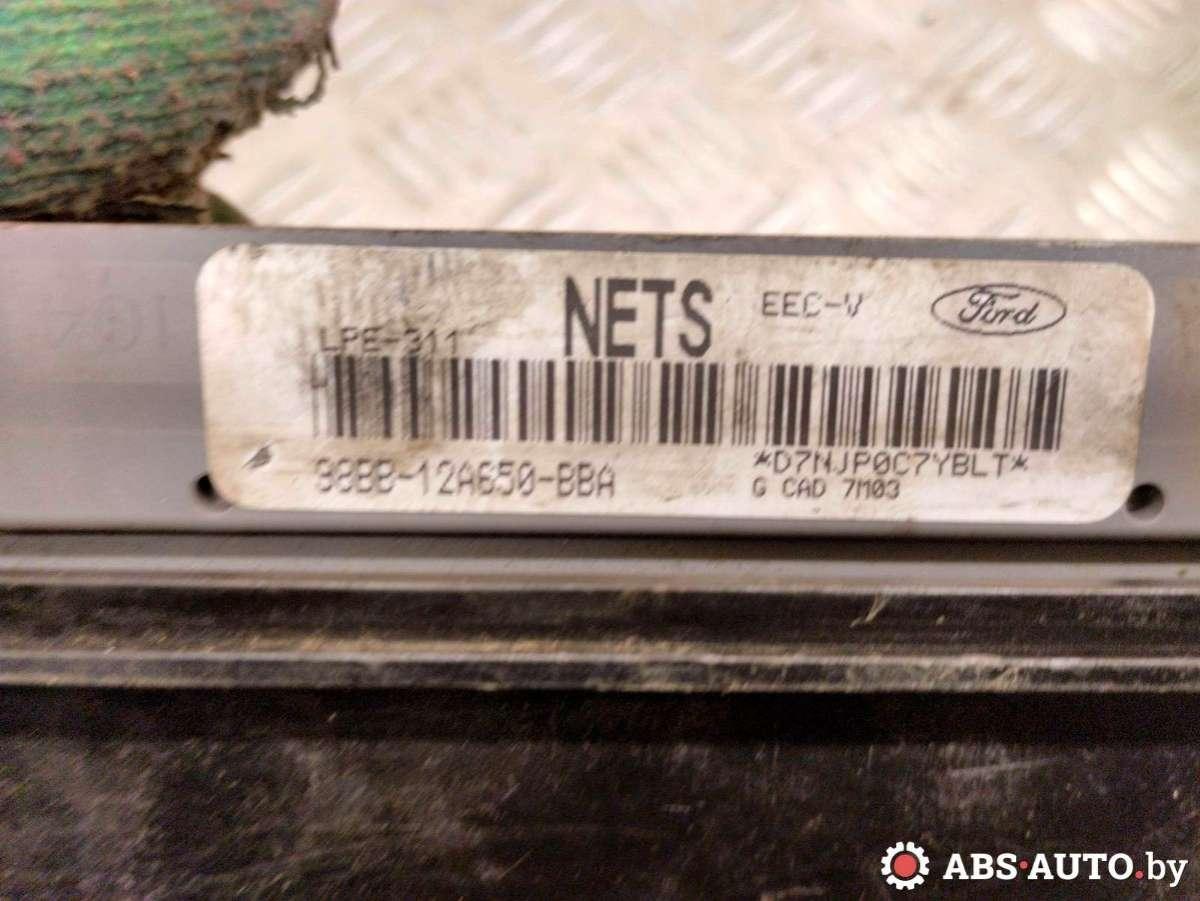 NETS EEC-V Ford
LPE-311
98BB-12A650-BBA *D7NJP0C7YBLT*
G CAD 7M03
ABS·AUTO.by